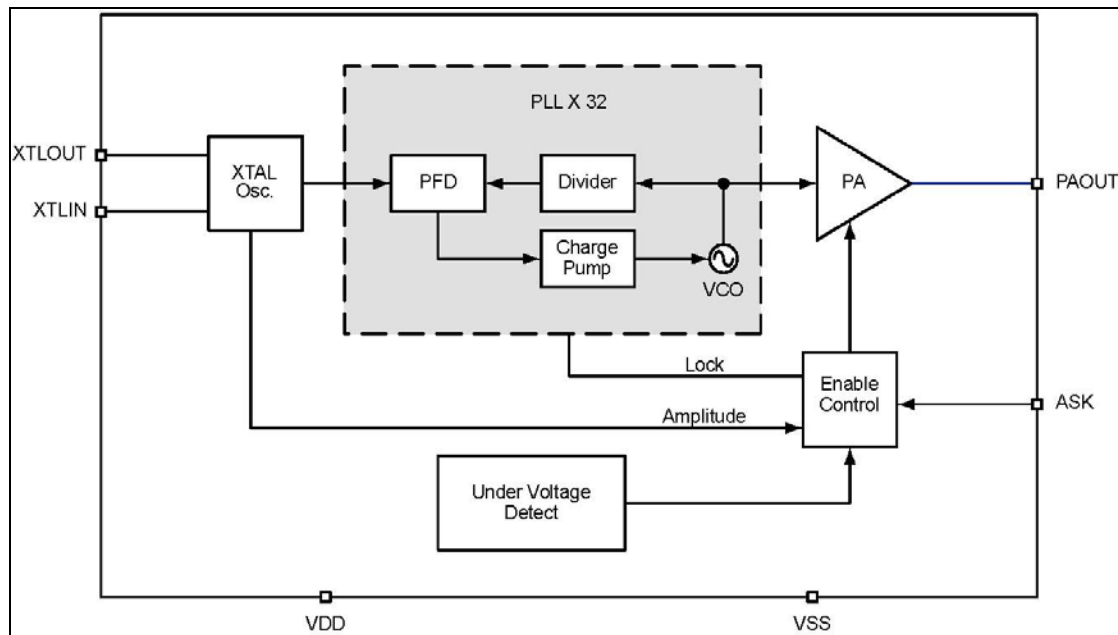 PLL X 32
XTLOUT
XTAL
Osc.
PFD
Divider
PA
PAOUT
XTLIN
Charge
Pump
VCO
Lock
Enable
Control
ASK
Amplitude
Under Voltage
Detect
VDD
VSS